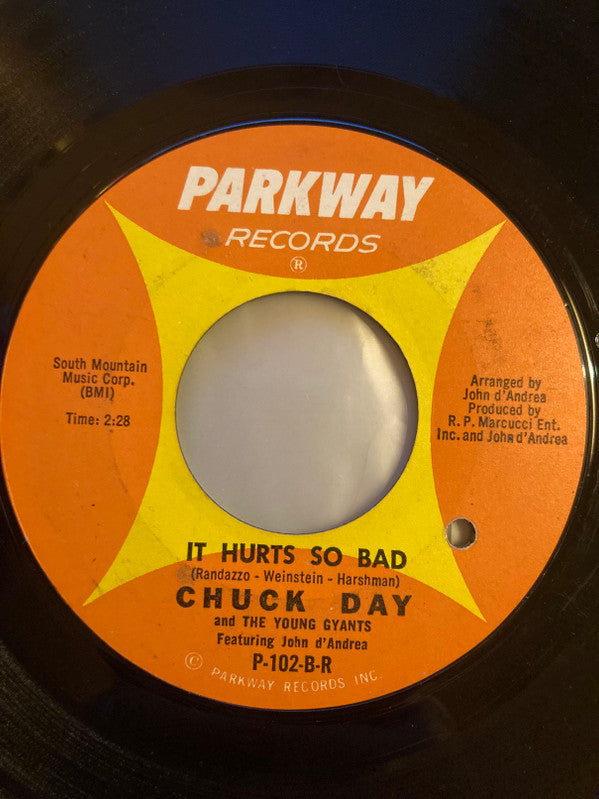 PARKWAY
RECORDS
®
South Mountain
Music Corp.
(BMI)
Time: 2:28
Arranged by
John d'Andrea
Produced by
R. P. Marcucci Ent.
Inc. and John d'Andrea
IT HURTS SO BAD
(Randazzo - Weinstein - Harshman)
CHUCK DAY
and THE YOUNG GYANTS
Featuring John d'Andrea
P-102-B-R
© PARKWAY RECORDS INC.